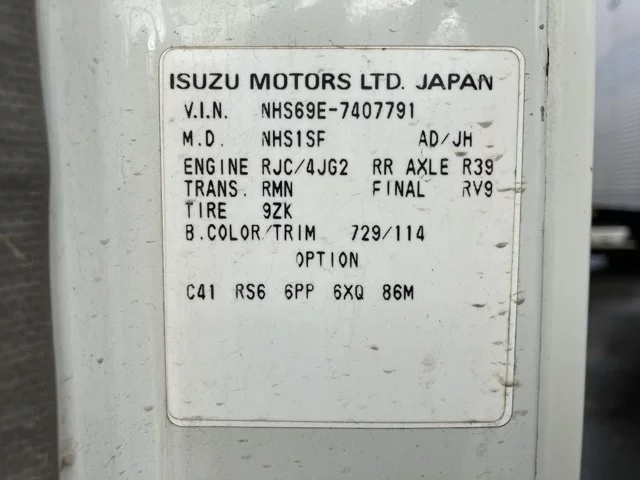 ISUZU MOTORS LTD. JAPAN
V.I.N. NHS69E-7407791
M.D. NHS1SF AD/JH
ENGINE RJC/4JG2 RR AXLE R39
TRANS. RMN FINAL RV9
TIRE 9ZK
B.COLOR/TRIM 729/114
OPTION
C41 RS6 6PP 6XQ 86M